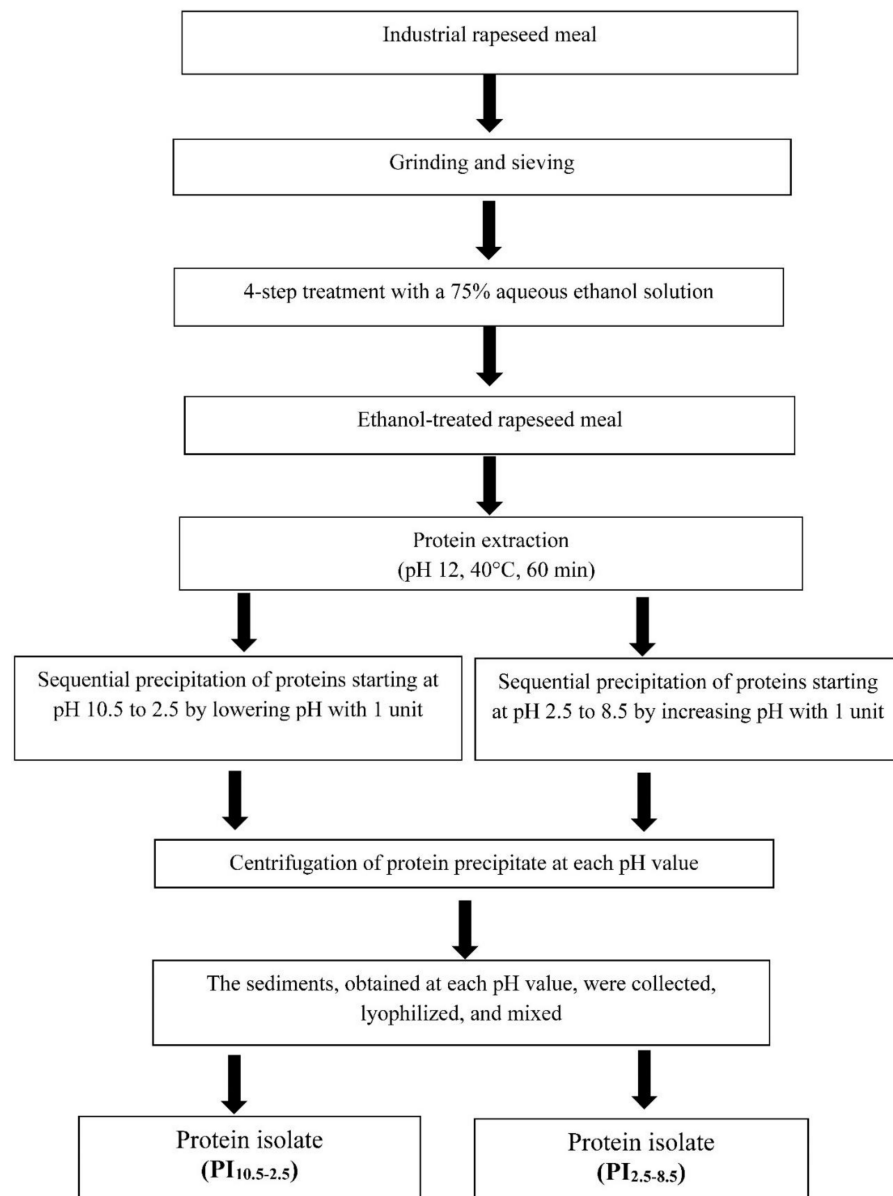 Industrial rapeseed meal
Grinding and sieving
4-step treatment with a 75% aqueous ethanol solution
Ethanol-treated rapeseed meal
Protein extraction
(pH 12, 40°C, 60 min)
Sequential precipitation of proteins starting at
pH 10.5 to 2.5 by lowering pH with 1 unit
Sequential precipitation of proteins starting
at pH 2.5 to 8.5 by increasing pH with 1 unit
Centrifugation of protein precipitate at each pH value
The sediments, obtained at each pH value, were collected,
lyophilized, and mixed
Protein isolate
(PI10.5-2.5)
Protein isolate
(PI2.5-8.5)